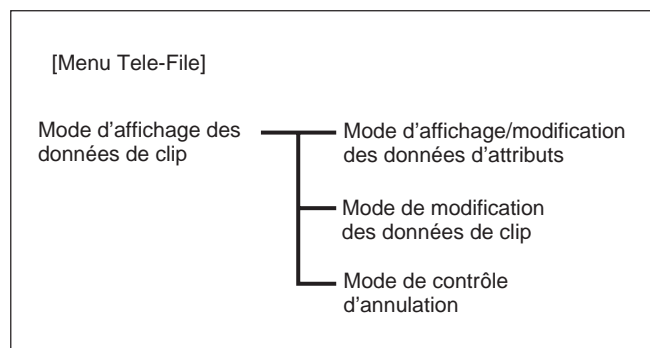 [Menu Tele-File]
Mode d’affichage des
données de clip
Mode d’affichage/modification
des données d’attributs
Mode de modification
des données de clip
Mode de contrôle
d’annulation